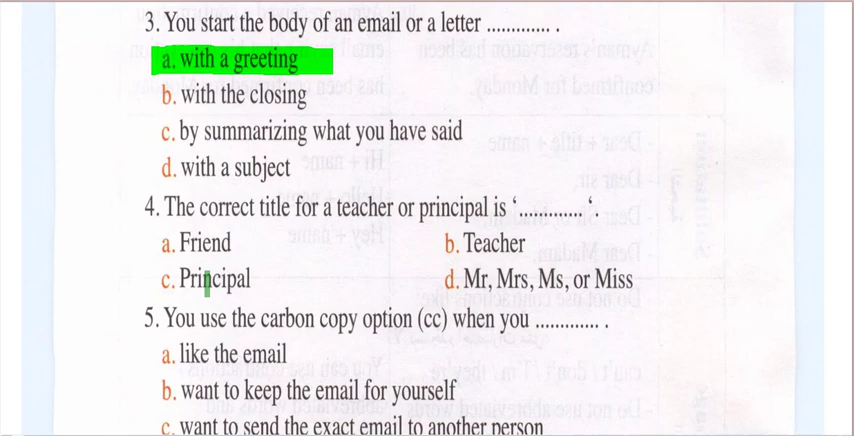 3. You start the body of an email or a letter ............. .
a. with a greeting
b. with the closing
c. by summarizing what you have said
d. with a subject
4. The correct title for a teacher or principal is ‘.............‘.
a. Friend b. Teacher
c. Principal d. Mr, Mrs, Ms, or Miss
5. You use the carbon copy option (cc) when you ............. .
a. like the email
b. want to keep the email for yourself
c. want to send the exact email to another person